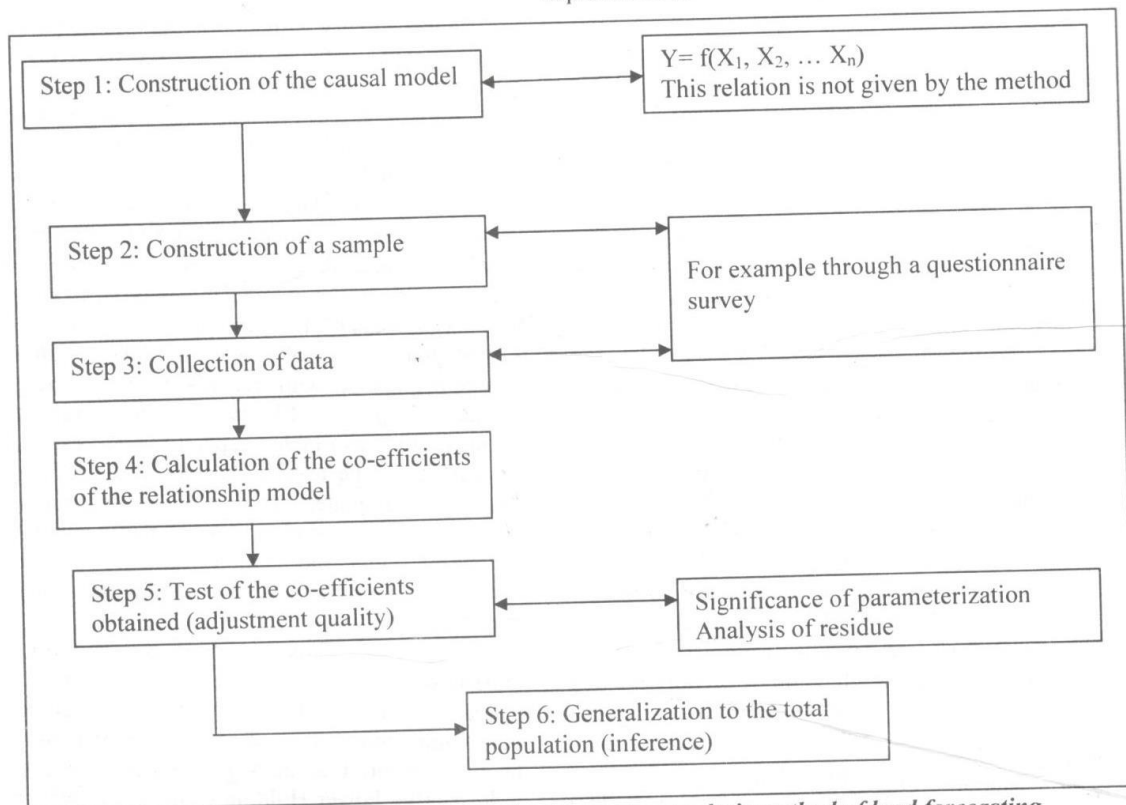 Step 1: Construction of the causal model
Y= f(X₁, X₂, … Xₙ)
This relation is not given by the method
Step 2: Construction of a sample
For example through a questionnaire
survey
Step 3: Collection of data
Step 4: Calculation of the co-efficients
of the relationship model
Step 5: Test of the co-efficients
obtained (adjustment quality)
Significance of parameterization
Analysis of residue
Step 6: Generalization to the total
population (inference)
method of load forecasting